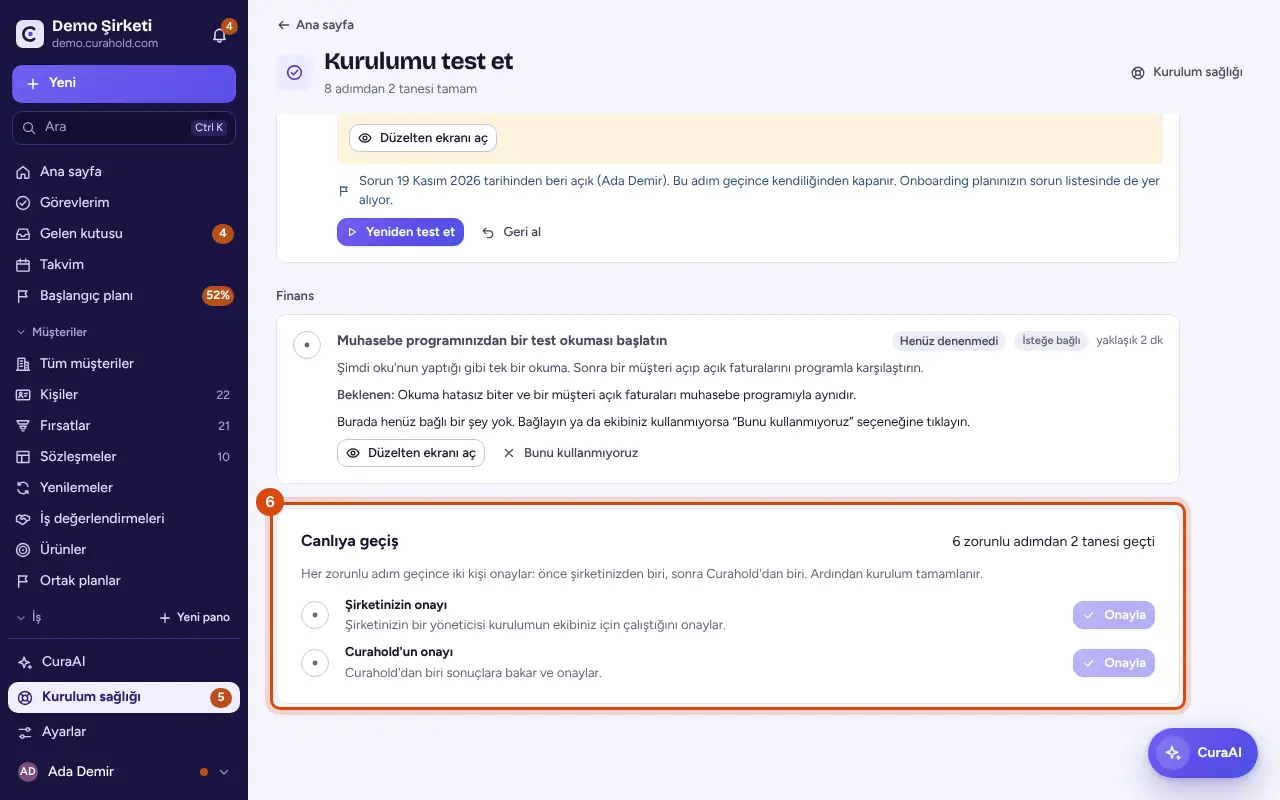 Demo Şirketi
demo.curahold.com
4
Yeni
Ara
Ctrl K
Ana sayfa
Görevlerim
Gelen kutusu
4
Takvim
Başlangıç planı
52%
Müşteriler
Tüm müşteriler
Kişiler
22
Fırsatlar
21
Sözleşmeler
10
Yenilemeler
İş değerlendirmeleri
Ürünler
Ortak planlar
İş
Yeni pano
CuraAI
Kurulum sağlığı
5
Ayarlar
AD
Ada Demir
Ana sayfa
Kurulumu test et
8 adımdan 2 tanesi tamam
Kurulum sağlığı
Düzelten ekranı aç
Sorun 19 Kasım 2026 tarihinden beri açık (Ada Demir). Bu adım geçince kendiliğinden kapanır. Onboarding planınızın sorun listesinde de yer
alıyor.
Yeniden test et
Geri al
Finans
Muhasebe programınızdan bir test okuması başlatın
Henüz denenmedi
İsteğe bağlı
yaklaşık 2 dk
Şimdi oku'nun yaptığı gibi tek bir okuma. Sonra bir müşteri açıp açık faturalarını programla karşılaştırın.
Beklenen: Okuma hatasız biter ve bir müşteri açık faturaları muhasebe programıyla aynıdır.
Burada henüz bağlı bir şey yok. Bağlayın ya da ekibiniz kullanmıyorsa “Bunu kullanmıyoruz” seçeneğine tıklayın.
Düzelten ekranı aç
Bunu kullanmıyoruz
6
Canlıya geçiş
6 zorunlu adımdan 2 tanesi geçti
Her zorunlu adım geçince iki kişi onaylar: önce şirketinizden biri, sonra Curahold'dan biri. Ardından kurulum tamamlanır.
Şirketinizin onayı
Şirketinizin bir yöneticisi kurulumun ekibiniz için çalıştığını onaylar.
Onayla
Curahold'un onayı
Curahold'dan biri sonuçlara bakar ve onaylar.
Onayla
CuraAI